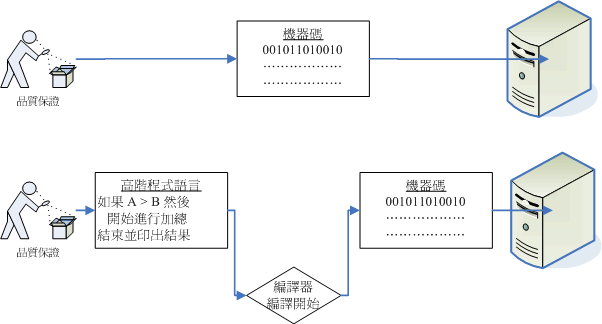 機器碼
001011010010
………………
………………
品質保證
高階程式語言
如果 A > B 然後
開始進行加總
結束並印出結果
機器碼
001011010010
………………
………………
品質保證
編譯器
編譯開始